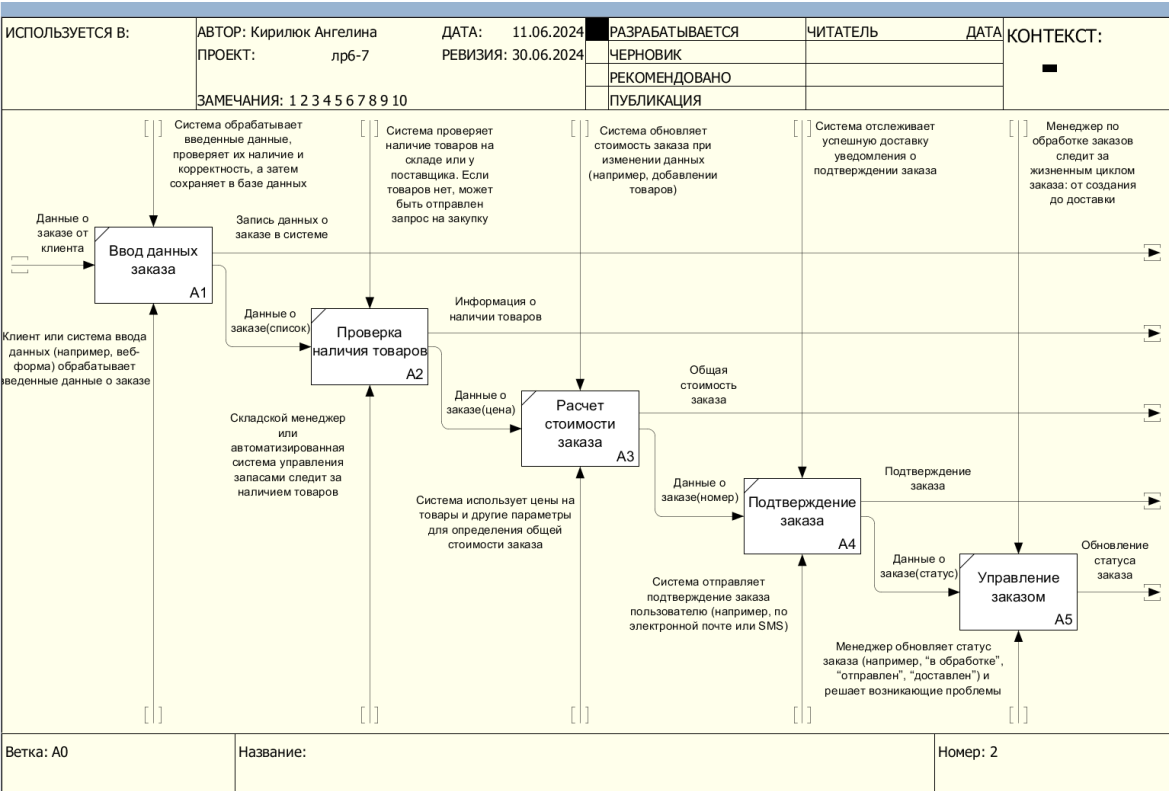 ИСПОЛЬЗУЕТСЯ В:
АВТОР: Кирилюк Ангелина
ДАТА: 11.06.2024
ПРОЕКТ: лр6-7
РЕВИЗИЯ: 30.06.2024
ЗАМЕЧАНИЯ: 1 2 3 4 5 6 7 8 9 10
РАЗРАБАТЫВАЕТСЯ
ЧЕРНОВИК
РЕКОМЕНДОВАНО
ПУБЛИКАЦИЯ
ЧИТАТЕЛЬ
ДАТА
КОНТЕКСТ:
Система обрабатывает
введенные данные,
проверяет их наличие и
корректность, а затем
сохраняет в базе данных
Система проверяет
наличие товаров на
складе или у
поставщика. Если
товаров нет, может
быть отправлен
запрос на закупку
Система обновляет
стоимость заказа при
изменении данных
(например, добавлении
товаров)
Система отслеживает
успешную доставку
уведомления о
подтверждении заказа
Менеджер по
обработке заказов
следит за
жизненным циклом
заказа: от создания
до доставки
Данные о
заказе от
клиента
Запись данных о
заказе в системе
Ввод данных
заказа
A1
Данные о
заказе(список)
Информация о
наличии товаров
Клиент или система ввода
данных (например, веб-
форма) обрабатывает
введенные данные о заказе
Проверка
наличия товаров
A2
Данные о
заказе(цена)
Общая
стоимость
заказа
Складской менеджер
или
автоматизированная
система управления
запасами следит за
наличием товаров
Расчет
стоимости
заказа
A3
Данные о
заказе(номер)
Подтверждение
заказа
Система использует цены на
товары и другие параметры
для определения общей
стоимости заказа
Подтверждение
заказа
A4
Данные о
заказе(статус)
Обновление
статуса
заказа
Система отправляет
подтверждение заказа
пользователю (например, по
электронной почте или SMS)
Управление
заказом
A5
Менеджер обновляет статус
заказа (например, “в обработке”,
“отправлен”, “доставлен”) и
решает возникающие проблемы
Ветка: A0
Название:
Номер: 2